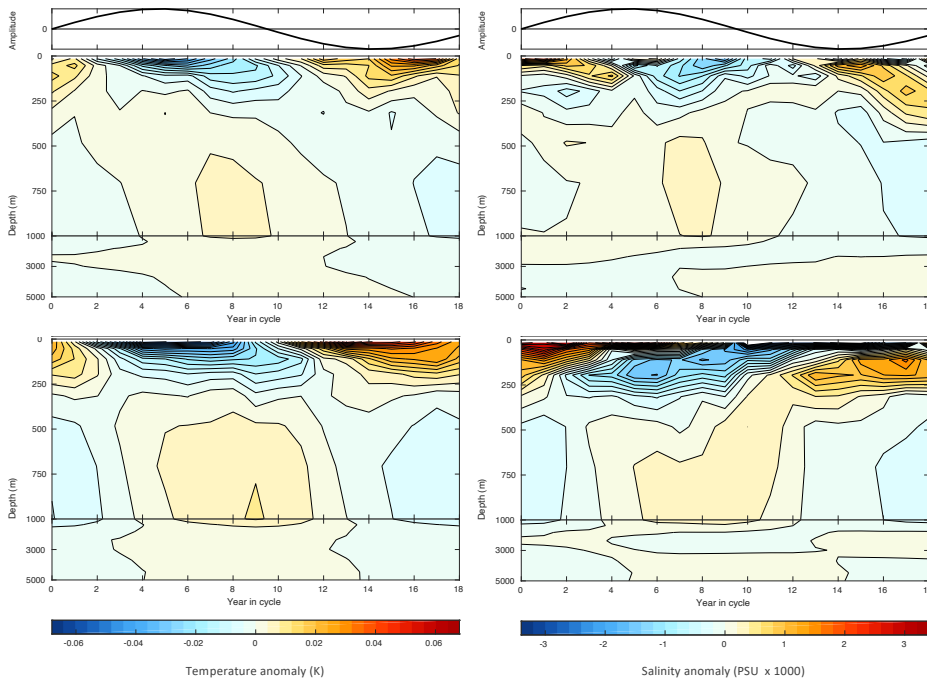 Amplitude
0
Amplitude
0
Depth (m)
0
250
500
750
1000
3000
5000
0 2 4 6 8 10 12 14 16 18
Year in cycle
Depth (m)
0
250
500
750
1000
3000
5000
0 2 4 6 8 10 12 14 16 18
Year in cycle
Depth (m)
0
250
500
750
1000
3000
5000
0 2 4 6 8 10 12 14 16 18
Year in cycle
Depth (m)
0
250
500
750
1000
3000
5000
0 2 4 6 8 10 12 14 16 18
Year in cycle
-0.06 -0.04 -0.02 0 0.02 0.04 0.06
Temperature anomaly (K)
-3 -2 -1 0 1 2 3
Salinity anomaly (PSU x 1000)